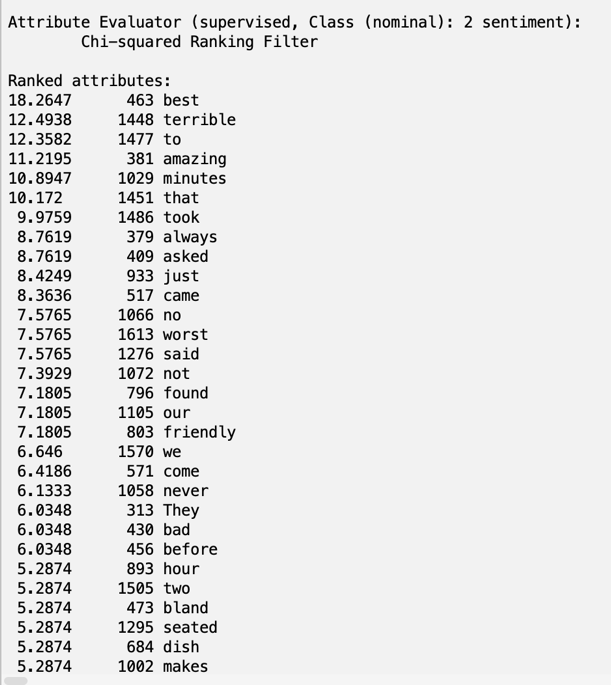 Attribute Evaluator (supervised, Class (nominal): 2 sentiment):
Chi-squared Ranking Filter
Ranked attributes:
18.2647 463 best
12.4938 1448 terrible
12.3582 1477 to
11.2195 381 amazing
10.8947 1029 minutes
10.172 1451 that
9.9759 1486 took
8.7619 379 always
8.7619 409 asked
8.4249 933 just
8.3636 517 came
7.5765 1066 no
7.5765 1613 worst
7.5765 1276 said
7.3929 1072 not
7.1805 796 found
7.1805 1105 our
7.1805 803 friendly
6.646 1570 we
6.4186 571 come
6.1333 1058 never
6.0348 313 They
6.0348 430 bad
6.0348 456 before
5.2874 893 hour
5.2874 1505 two
5.2874 473 bland
5.2874 1295 seated
5.2874 684 dish
5.2874 1002 makes